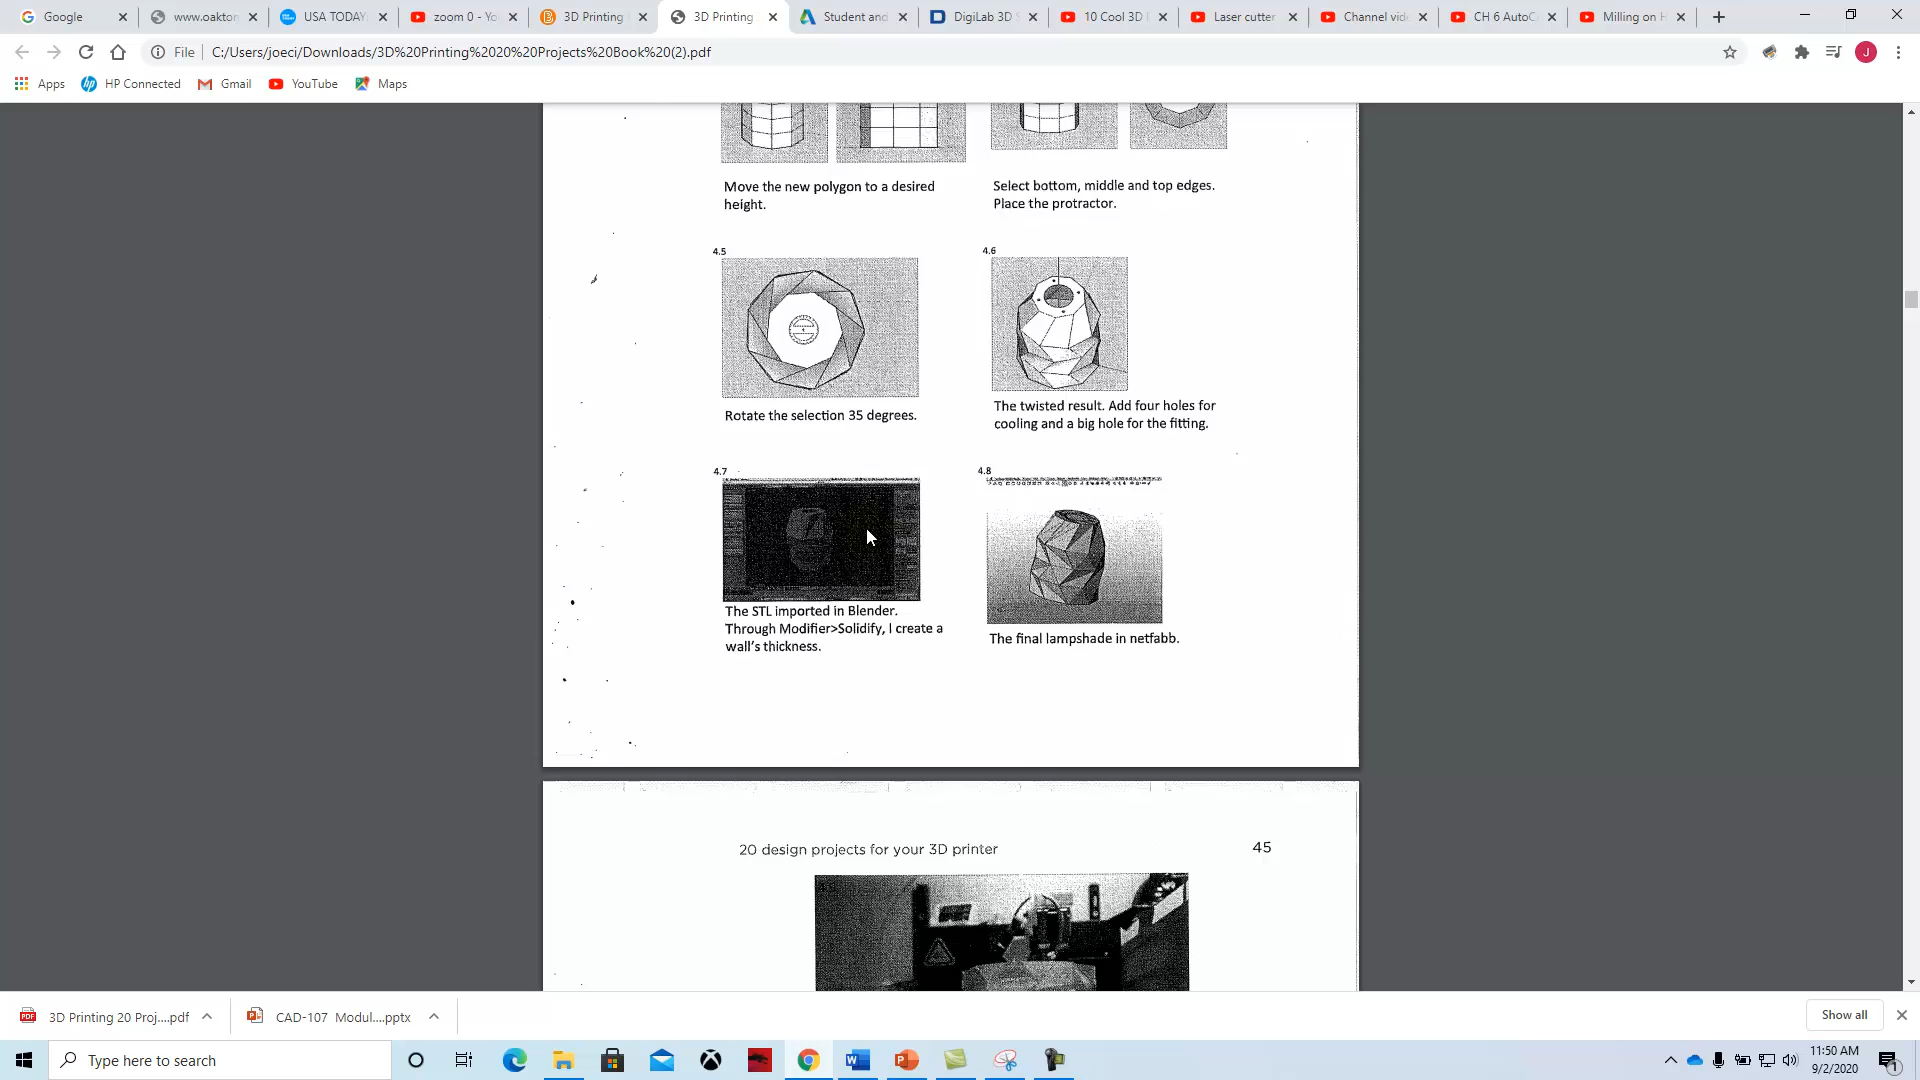 Google
www.oakton
USA TODAY:
zoom 0 - Yo
3D Printing
3D Printing
Student and
DigiLab 3D S
10 Cool 3D
Laser cutter
Channel vide
CH 6 AutoC
Milling on H
File
C:/Users/joeci/Downloads/3D%20Printing%2020%20Projects%20Book%20(2).pdf
J
Apps
HP Connected
Gmail
YouTube
Maps
Move the new polygon to a desired
height.
Select bottom, middle and top edges.
Place the protractor.
4.5
4.6
Rotate the selection 35 degrees.
The twisted result. Add four holes for
cooling and a big hole for the fitting.
4.7
4.8
The STL imported in Blender.
Through Modifier>Solidify, I create a
wall's thickness.
The final lampshade in netfabb.
20 design projects for your 3D printer
45
3D Printing 20 Proj....pdf
CAD-107 Modul....pptx
Show all
Type here to search
11:50 AM
9/2/2020
1